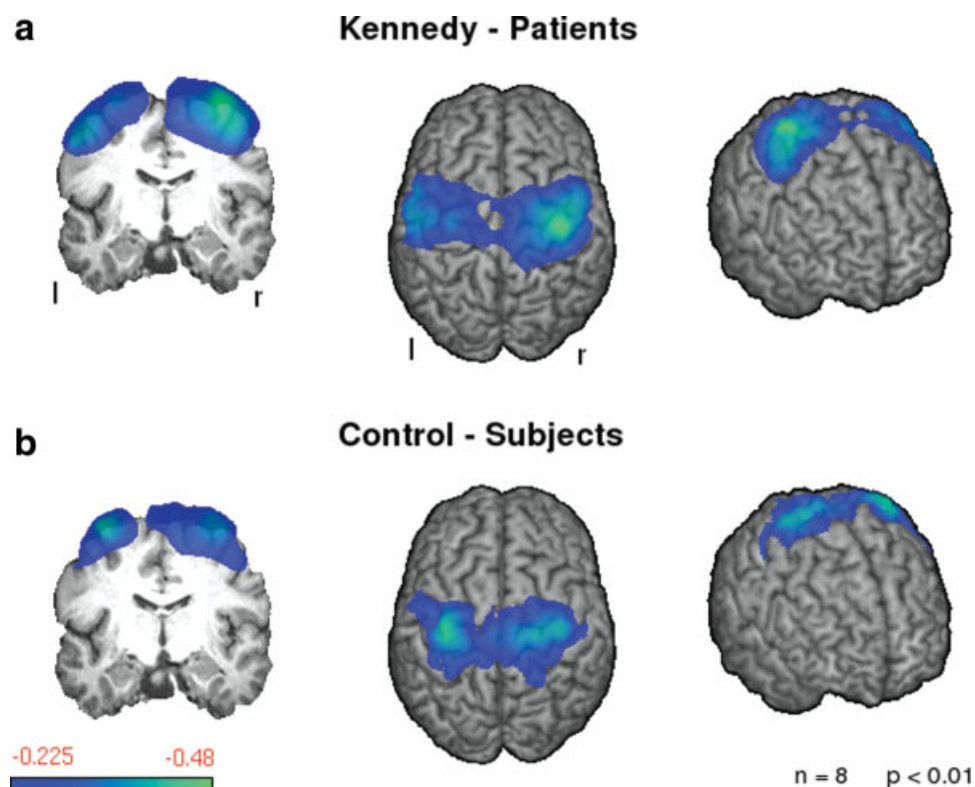 a
Kennedy - Patients
l r
l r
b
Control - Subjects
-0.225 -0.48
n = 8 p < 0.01